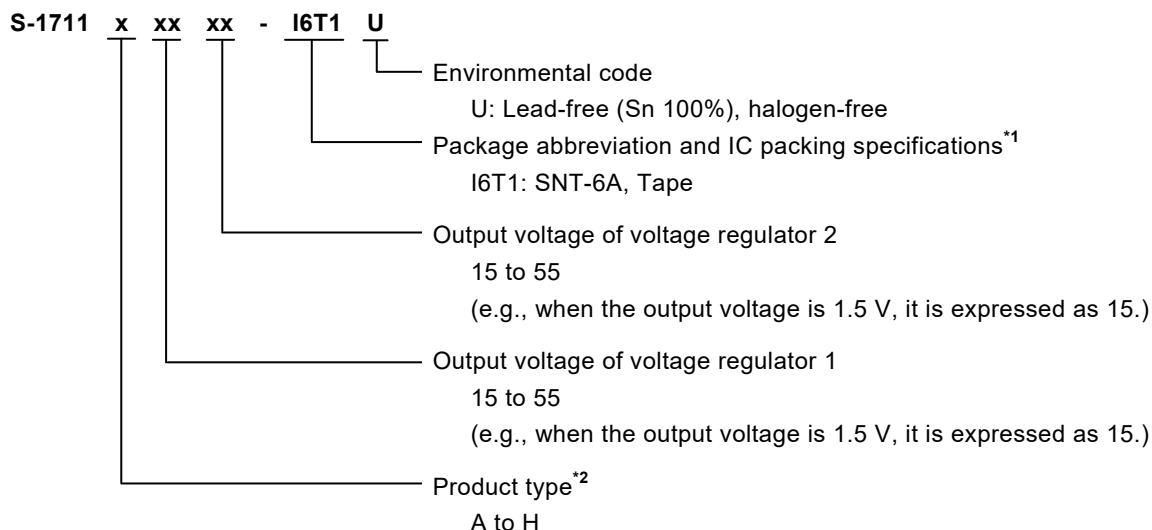 S-1711 x xx xx - I6T1 U
Environmental code
U: Lead-free (Sn 100%), halogen-free
Package abbreviation and IC packing specifications*1
I6T1: SNT-6A, Tape
Output voltage of voltage regulator 2
15 to 55
(e.g., when the output voltage is 1.5 V, it is expressed as 15.)
Output voltage of voltage regulator 1
15 to 55
(e.g., when the output voltage is 1.5 V, it is expressed as 15.)
Product type*2
A to H